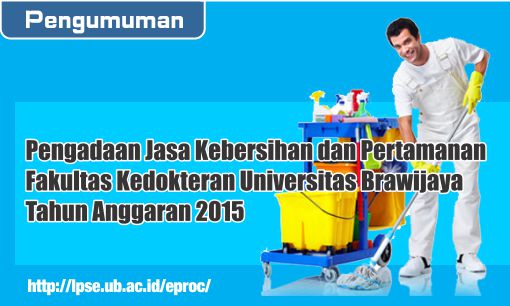 Pengumuman
Pengadaan Jasa Kebersihan dan Pertamanan
Fakultas Kedokteran Universitas Brawijaya
Tahun Anggaran 2015
http://lpse.ub.ac.id/eproc/